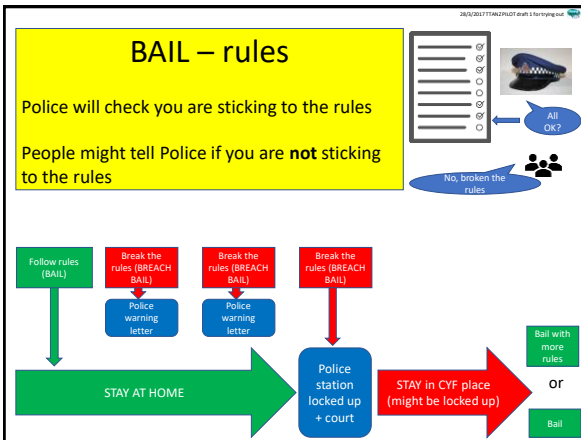 28/3/2017 TTANZ PILOT draft 1 for trying out
BAIL – rules
Police will check you are sticking to the rules
People might tell Police if you are not sticking
to the rules
All
OK?
No, broken the
rules
Follow rules
(BAIL)
Break the
rules (BREACH
BAIL)
Break the
rules (BREACH
BAIL)
Break the
rules (BREACH
BAIL)
Police
warning
letter
Police
warning
letter
STAY AT HOME
Police
station
locked up
+ court
STAY in CYF place
(might be locked up)
Bail with
more
rules
or
Bail